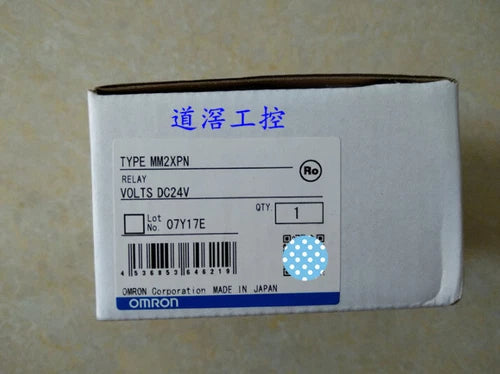 道滘工控
TYPE MM2XPN
RELAY
VOLTS DC24V
Ro
QTY. 1
Lot No. 07Y17E
4 536853 646219
OMRON Corporation MADE IN JAPAN
OMRON